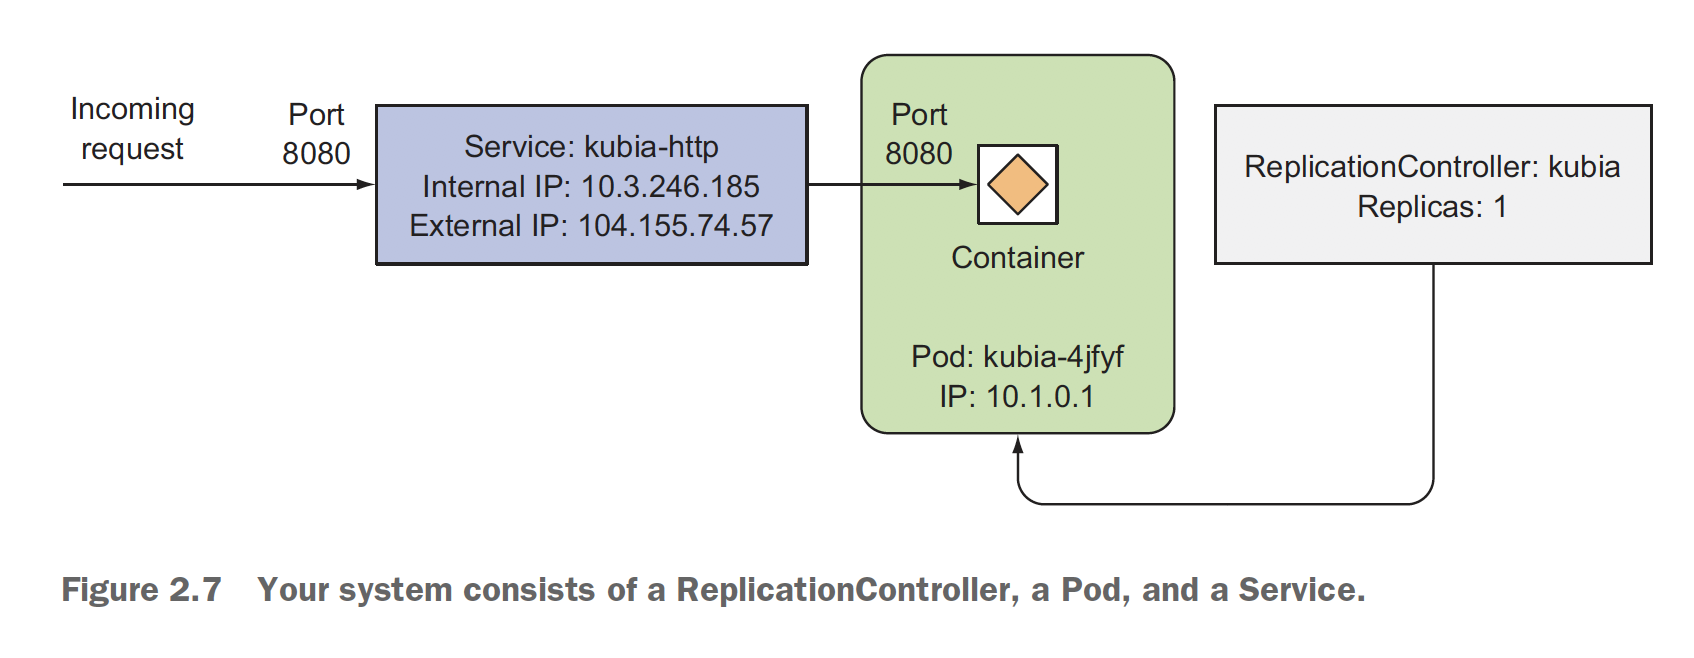 Incoming
request
Port
8080
Service: kubia-http
Internal IP: 10.3.246.185
External IP: 104.155.74.57
Port
8080
Container
Pod: kubia-4jfyf
IP: 10.1.0.1
ReplicationController: kubia
Replicas: 1
Figure 2.7 Your system consists of a ReplicationController, a Pod, and a Service.